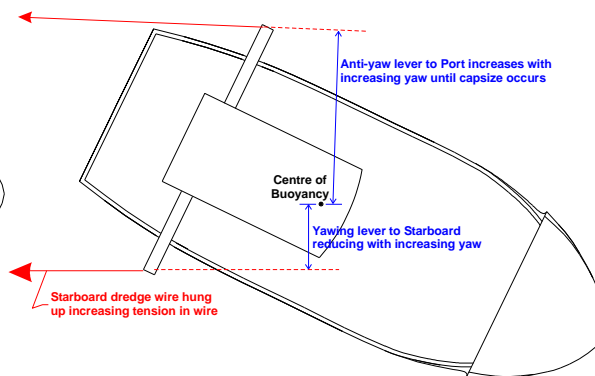 Anti-yaw lever to Port increases with
increasing yaw until capsize occurs
Centre of
Buoyancy
Yawing lever to Starboard
reducing with increasing yaw
Starboard dredge wire hung
up increasing tension in wire